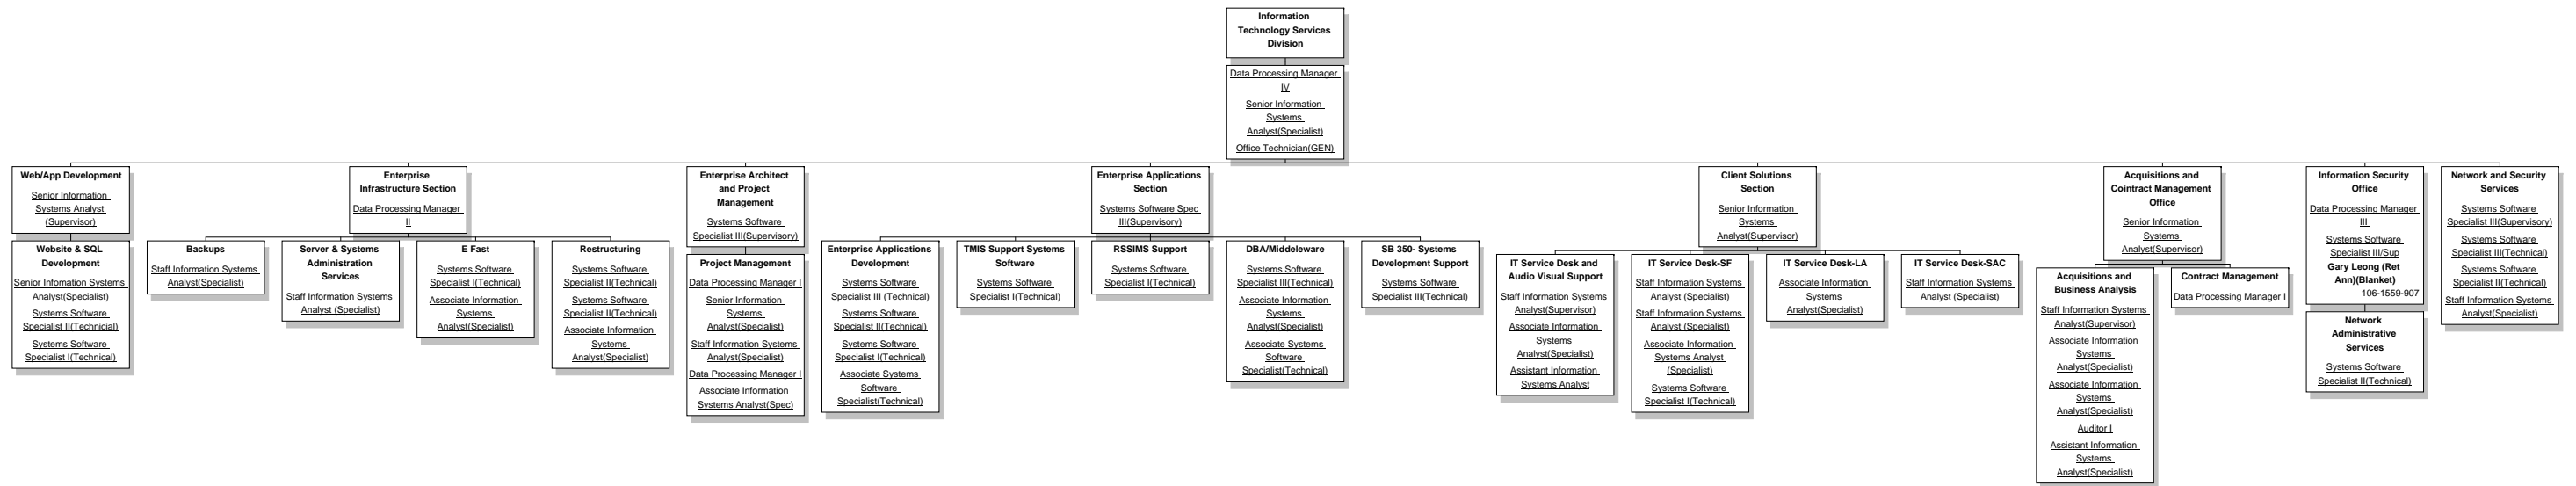 Information
Technology Services
Division
Data Processing Manager
IV
Senior Information
Systems
Analyst(Specialist)
Office Technician(GEN)
Web/App Development
Senior Information
Systems Analyst
(Supervisor)
Website & SQL
Development
Senior Infomation Systems
Analyst(Specialist)
Systems Software
Specialist II(Technicial)
Systems Software
Specialist I(Technical)
Enterprise
Infrastructure Section
Data Processing Manager
II
Backups
Staff Information Systems
Analyst(Specialist)
Server & Systems
Administration
Services
Staff Information Systems
Analyst (Specialist)
E Fast
Systems Software
Specialist I(Technical)
Associate Information
Systems
Analyst(Specialist)
Restructuring
Systems Software
Specialist II(Technical)
Systems Software
Specialist II(Technical)
Associate Information
Systems
Analyst(Specialist)
Enterprise Architect
and Project
Management
Systems Software
Specialist III(Supervisory)
Project Management
Data Processing Manager I
Senior Information
Systems
Analyst(Specialist)
Staff Information Systems
Analyst(Specialist)
Data Processing Manager I
Associate Information
Systems Analyst(Spec)
Enterprise Applications
Section
Systems Software Spec
III(Supervisory)
Enterprise Applications
Development
Systems Software
Specialist III (Technical)
Systems Software
Specialist II(Technical)
Systems Software
Specialist I(Technical)
Associate Systems
Software
Specialist(Technical)
TMIS Support Systems
Software
Systems Software
Specialist I(Technical)
RSSIMS Support
Systems Software
Specialist I(Technical)
DBA/Middeleware
Systems Software
Specialist III(Technical)
Associate Information
Systems
Analyst(Specialist)
Associate Systems
Software
Specialist(Technical)
SB 350- Systems
Development Support
Systems Software
Specialist III(Technical)
Client Solutions
Section
Senior Information
Systems
Analyst(Supervisor)
IT Service Desk and
Audio Visual Support
Staff Information Systems
Analyst(Supervisor)
Associate Information
Systems
Analyst(Specialist)
Assistant Information
Systems Analyst
IT Service Desk-SF
Staff Information Systems
Analyst (Specialist)
Staff Information Systems
Analyst (Specialist)
Associate Information
Systems Analyst
(Specialist)
Systems Software
Specialist I(Technical)
IT Service Desk-LA
Associate Information
Systems
Analyst(Specialist)
IT Service Desk-SAC
Staff Information Systems
Analyst (Specialist)
Acquisitions and
Cointract Management
Office
Senior Information
Systems
Analyst(Supervisor)
Acquisitions and
Business Analysis
Staff Information Systems
Analyst(Supervisor)
Associate Information
Systems
Analyst(Specialist)
Associate Information
Systems
Analyst(Specialist)
Auditor I
Assistant Information
Systems
Analyst(Specialist)
Contract Management
Data Processing Manager I
Information Security
Office
Data Processing Manager
III
Systems Software
Specialist III/Sup
Gary Leong (Ret
Ann)(Blanket)
106-1559-907
Network
Administrative
Services
Systems Software
Specialist II(Technical)
Network and Security
Services
Systems Software
Specialist III(Supervisory)
Systems Software
Specialist III(Technical)
Systems Software
Specialist II(Technical)
Staff Information Systems
Analyst(Specialist)